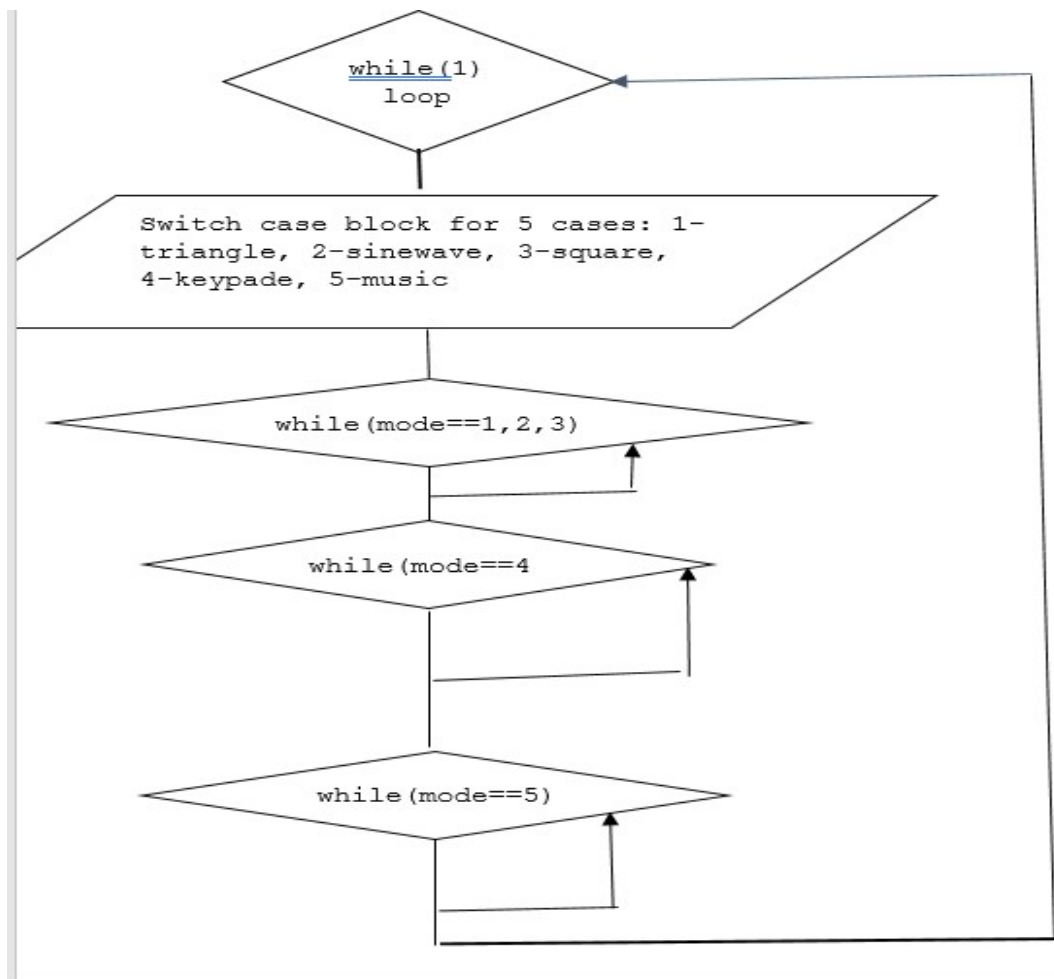 while(1)
loop
Switch case block for 5 cases: 1-
triangle, 2-sinewave, 3-square,
4-keypade, 5-music
while(mode==1,2,3)
while(mode==4
while(mode==5)